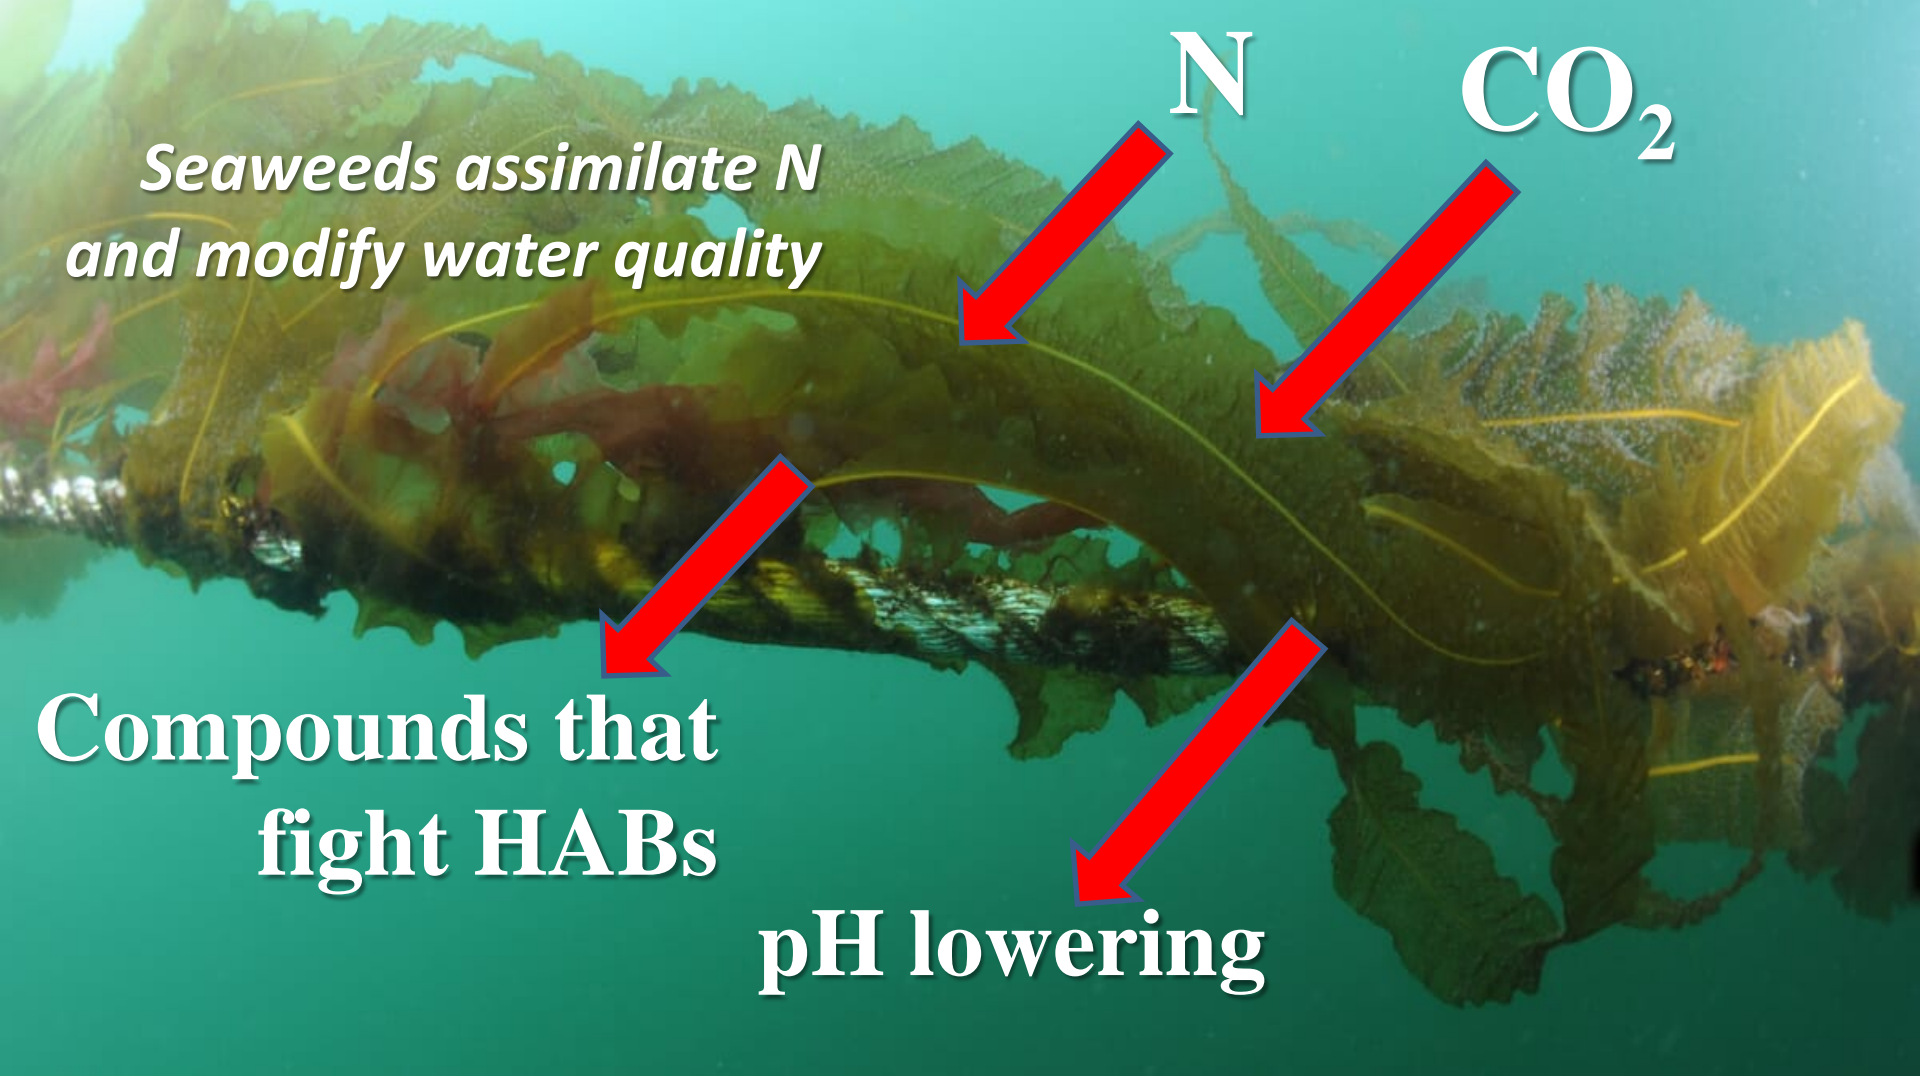 N
CO₂
Seaweeds assimilate N
and modify water quality
Compounds that
fight HABs
pH lowering